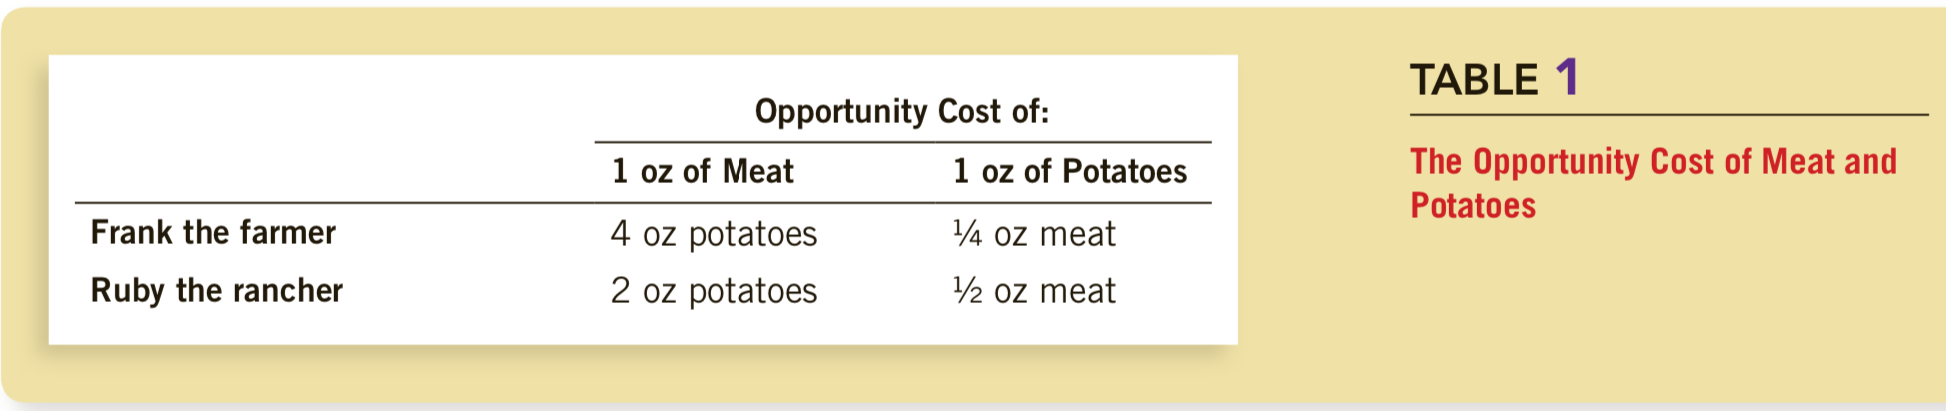 Opportunity Cost of:
1 oz of Meat 1 oz of Potatoes
Frank the farmer 4 oz potatoes ¼ oz meat
Ruby the rancher 2 oz potatoes ½ oz meat
TABLE 1
The Opportunity Cost of Meat and
Potatoes